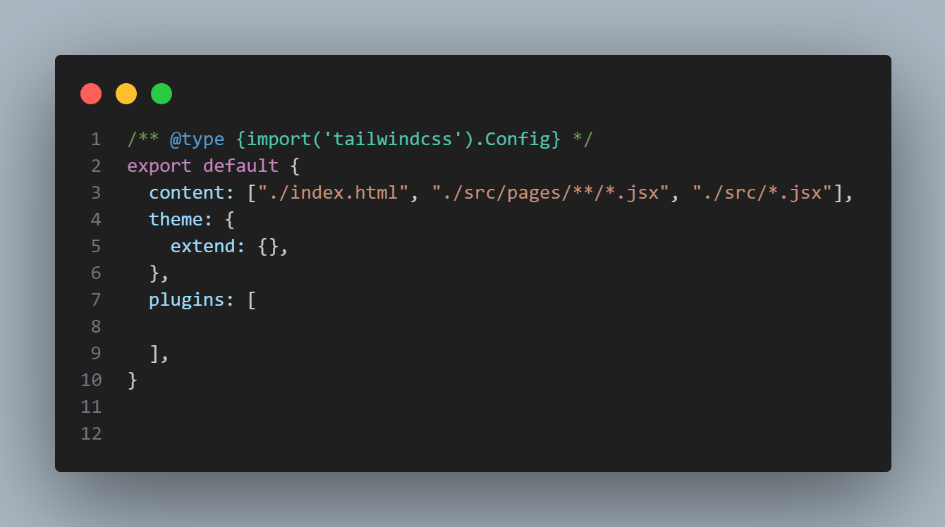 1 /** @type {import('tailwindcss').Config} */
2 export default {
3   content: ["./index.html", "./src/pages/**/*.jsx", "./src/*.jsx"],
4   theme: {
5     extend: {},
6   },
7   plugins: [
8
9   ],
10 }
11
12